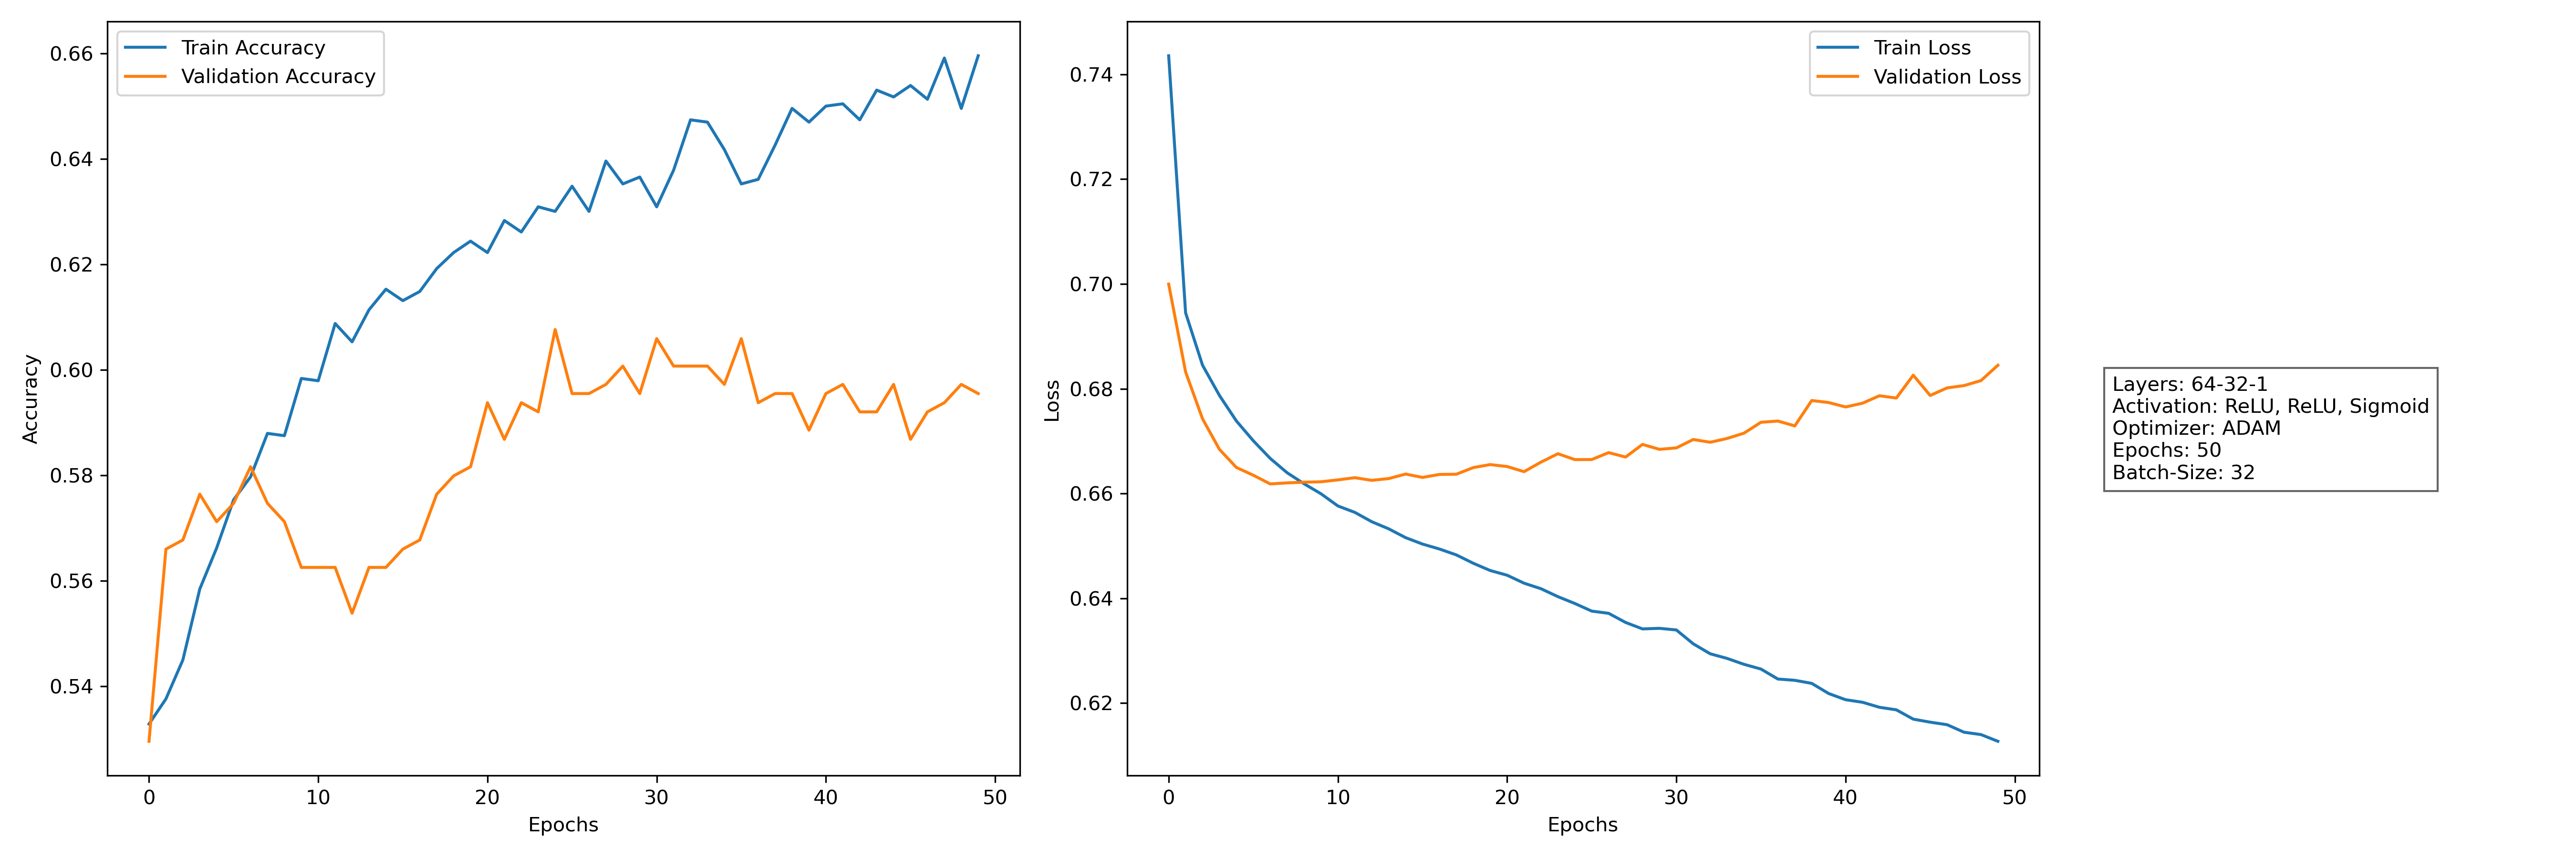 Train Accuracy
Validation Accuracy
0.66
0.64
0.62
0.60
0.58
0.56
0.54
Accuracy
0
10
20
30
40
50
Epochs
Train Loss
Validation Loss
0.74
0.72
0.70
0.68
0.66
0.64
0.62
Loss
0
10
20
30
40
50
Epochs
Layers: 64-32-1
Activation: ReLU, ReLU, Sigmoid
Optimizer: ADAM
Epochs: 50
Batch-Size: 32